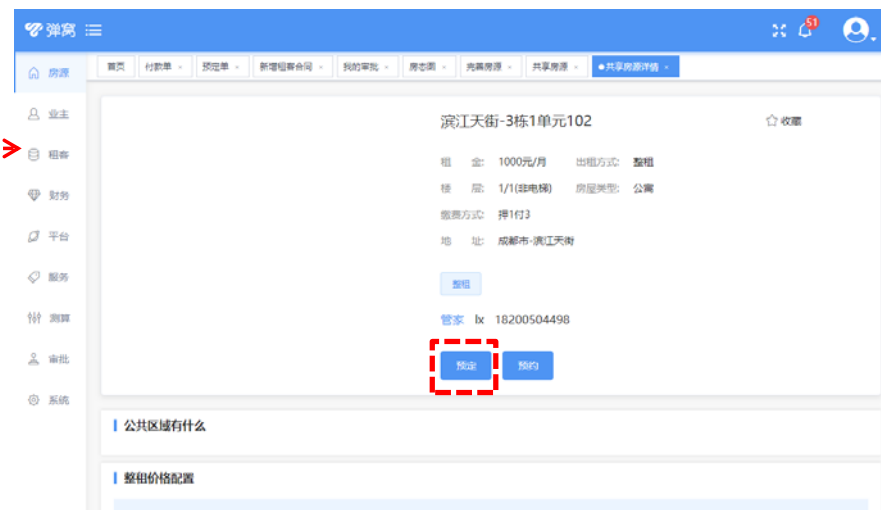 弹窝
51
首页 付款单 × 预定单 × 新增租客合同 × 我的审批 × 房态图 × 完善房源 × 共享房源 × 共享房源详情 ×
房源
业主
租客
财务
平台
服务
测算
审批
系统
滨江天街-3栋1单元102 收藏
租 金: 1000元/月 出租方式: 整租
楼 层: 1/1(非电梯) 房屋类型: 公寓
缴费方式: 押1付3
地 址: 成都市-滨江天街
整租
管家 lx 18200504498
预定 预约
公共区域有什么
整租价格配置